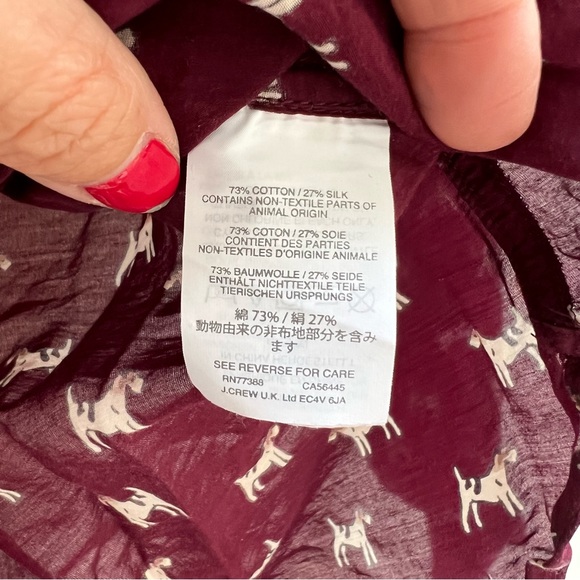 73% COTTON / 27% SILK
CONTAINS NON-TEXTILE PARTS OF
ANIMAL ORIGIN
73% COTON / 27% SOIE
CONTIENT DES PARTIES
NON-TEXTILES D'ORIGINE ANIMALE
73% BAUMWOLLE / 27% SEIDE
ENTHÄLT NICHTTEXTILE TEILE
TIERISCHEN URSPRUNGS
綿 73% / 絹 27%
動物由来の非布地部分を含み
ます
SEE REVERSE FOR CARE
RN77388 CA56445
J.CREW U.K. Ltd EC4V 6JA